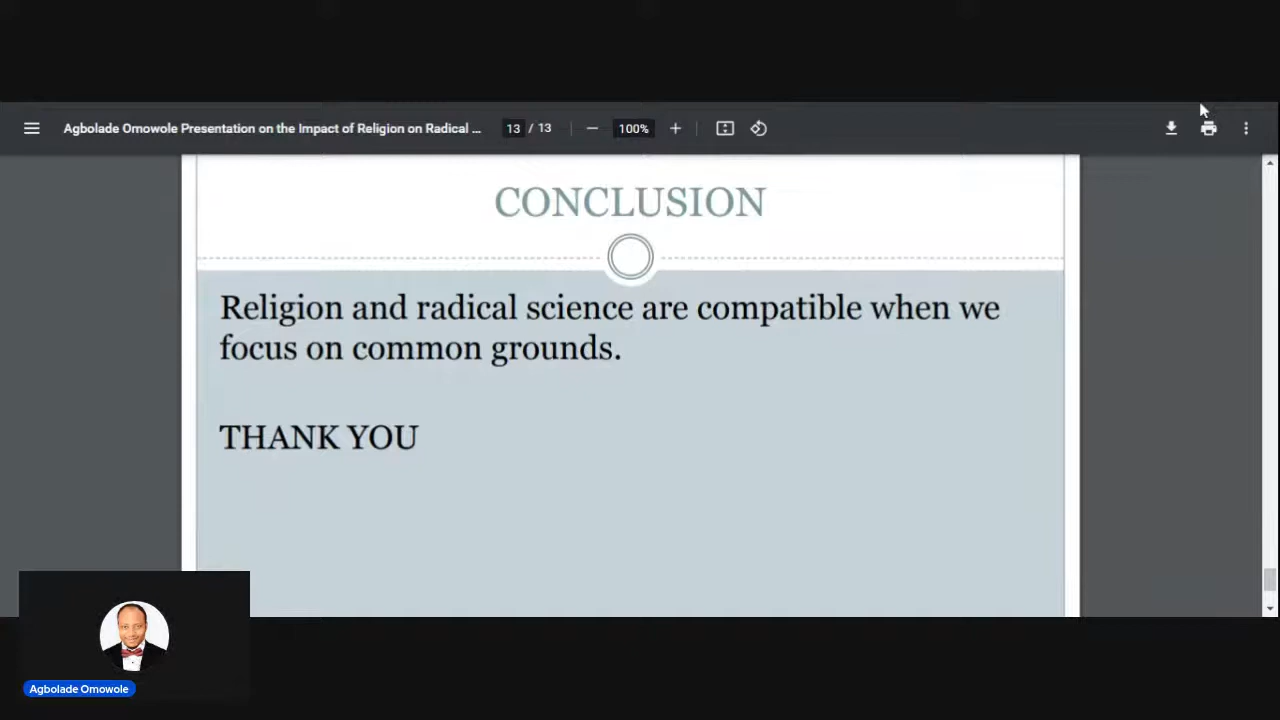 Agbolade Omowole Presentation on the Impact of Religion on Radical ...
13 / 13
100%
CONCLUSION
Religion and radical science are compatible when we
focus on common grounds.
THANK YOU
Agbolade Omowole